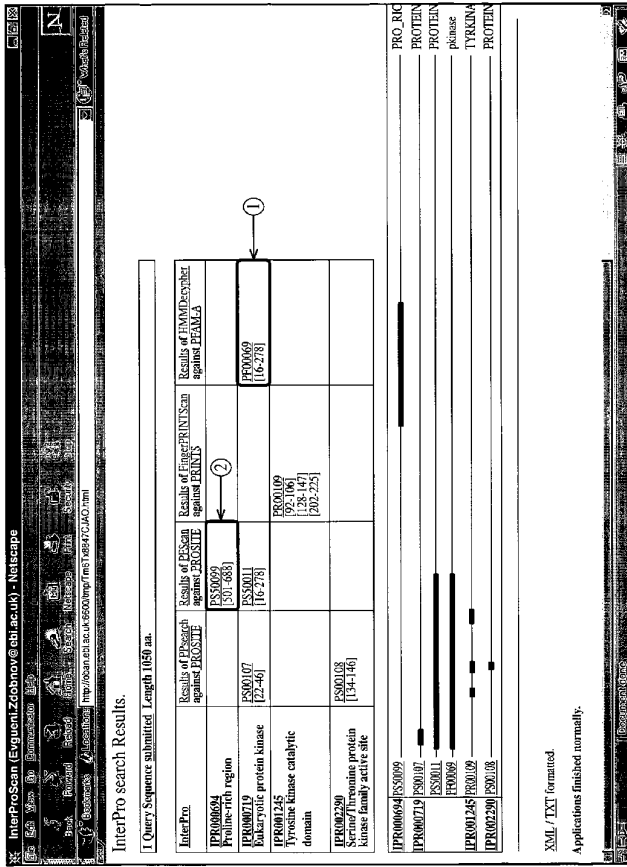 InterProScan (Evgueni.Zdobnov@ebi.ac.uk) - Netscape
File Edit View Go Communicator Help
Back Forward Reload Home Search Netscape Print Security Stop
Bookmarks Location: http://oban.ebi.ac.uk:6600/tmp/Tm6Tx8847CJAO.html What's Related
InterPro search Results.
1 Query Sequence submitted Length 1050 aa.
InterPro
Results of PPsearch against PROSITE
Results of PFScan against PROSITE
Results of FingerPRINTScan against PRINTS
Results of HMMDecypher against PFAM-A
IPR000694
Proline-rich region
PS50099
[501-688]
2
IPR000719
Eukaryotic protein kinase
PS00107
[22-46]
PS50011
[16-278]
PF00069
[16-278]
1
IPR001245
Tyrosine kinase catalytic
domain
PR00109
[92-106]
[128-147]
[202-225]
IPR002290
Serine/Threonine protein
kinase family active site
PS00108
[134-146]
IPR000694 PS50099 PRO_RIC
IPR000719 PS00107 PROTEIN
PS50011 PROTEIN
PF00069 pkinase
IPR001245 PR00109 TYRKINA
IPR002290 PS00108 PROTEIN
XML / TXT formatted.
Applications finished normally.
Document: Done